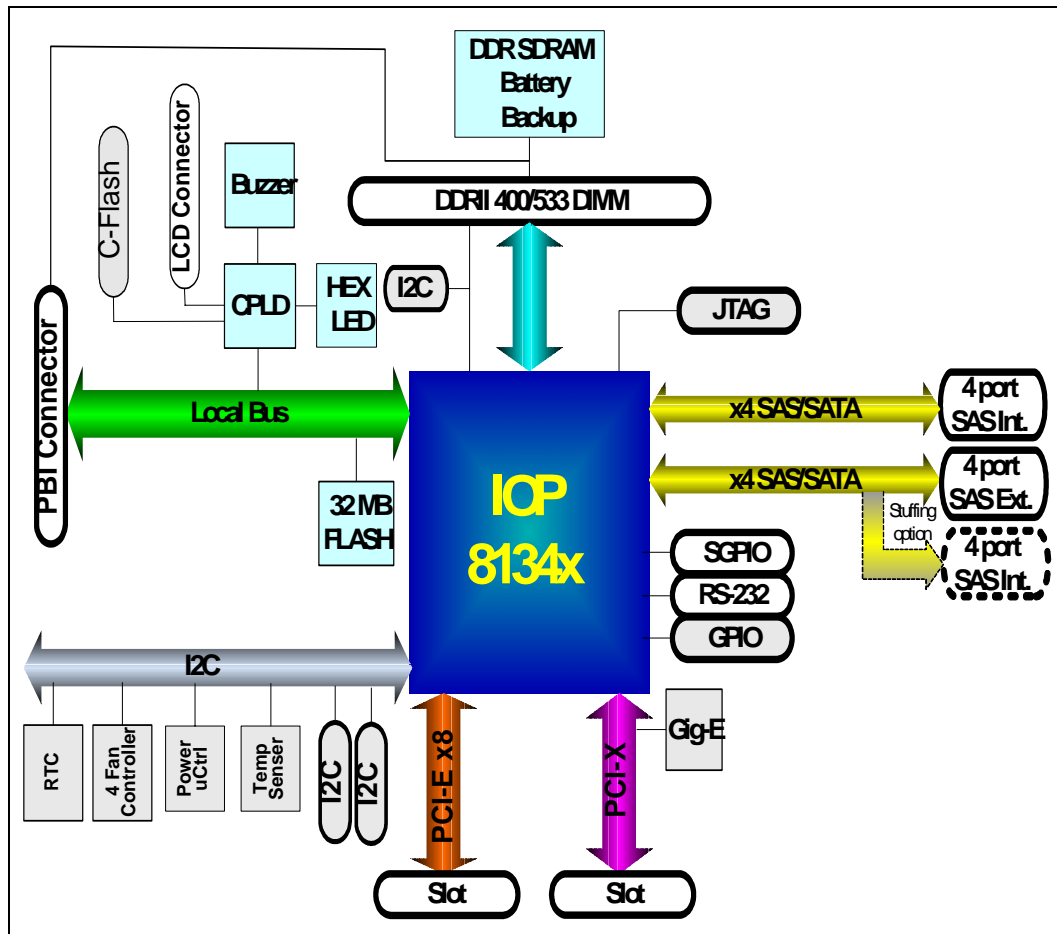 DDR SDRAM
Battery
Backup
C-Flash
LCD Connector
Buzzer
DDRII 400/533 DIMM
CPLD
HEX
LED
I2C
JTAG
PBI Connector
Local Bus
x4 SAS/SATA
4 port
SAS Int.
x4 SAS/SATA
4 port
SAS Ext.
Stuffing
option
4 port
SAS Int.
32 MB
FLASH
IOP
8134x
SGPIO
RS-232
GPIO
I2C
RTC
4 Fan
Controller
Power
uCtrl
Temp
Senser
I2C
I2C
PCI-E x8
PCI-X
Gig-E
Slot
Slot